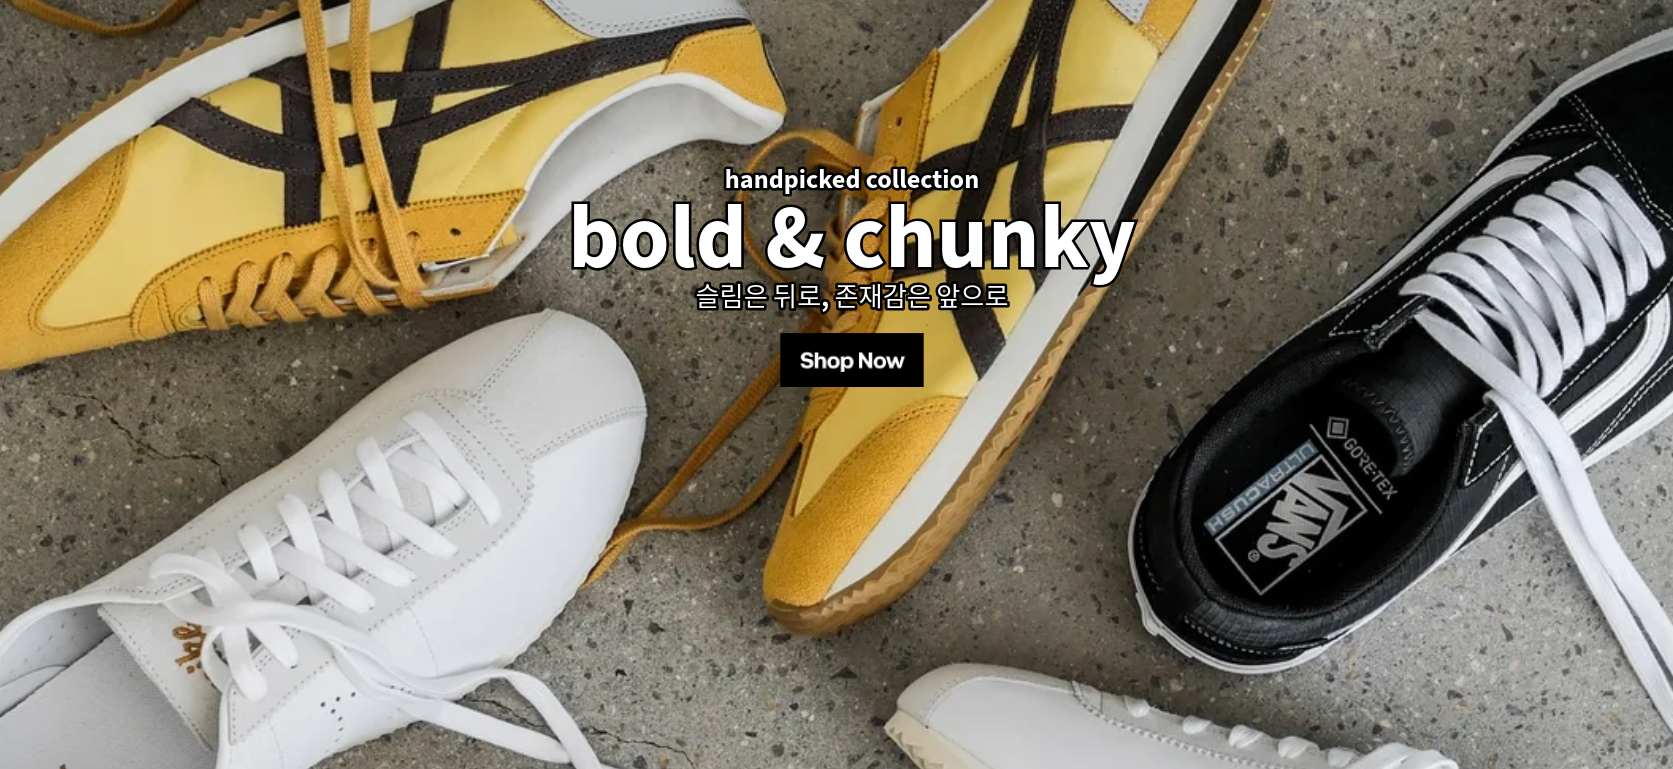 handpicked collection
bold & chunky
슬림은 뒤로, 존재감은 앞으로
Shop Now
GORE-TEX
ULTRACUSH
VANS